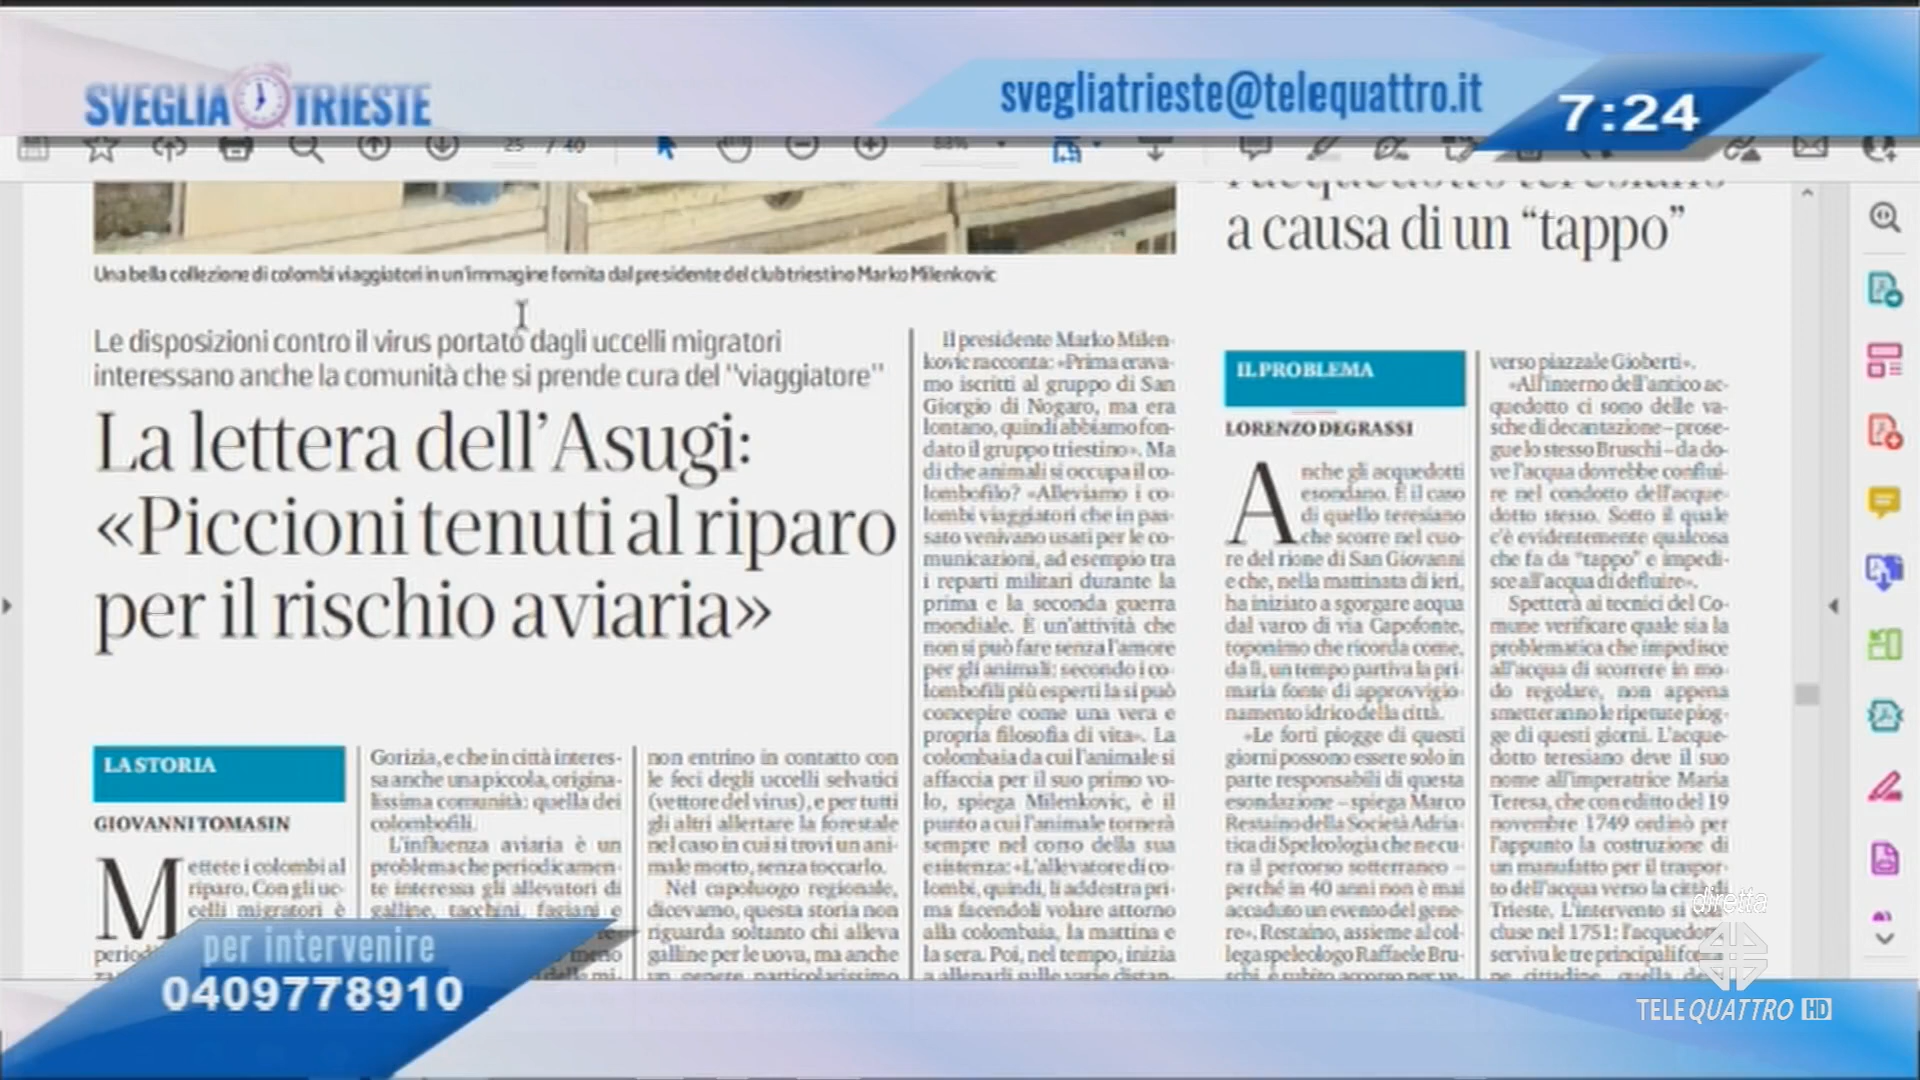 SVEGLIA TRIESTE
svegliatrieste@telequattro.it
7:24
25 / 40
88%
a causa di un “tappo”
Una bella collezione di colombi viaggiatori in un'immagine fornita dal presidente del club triestino Marko Milenkovic
Le disposizioni contro il virus portato dagli uccelli migratori
interessano anche la comunità che si prende cura del "viaggiatore"
La lettera dell’Asugi:
«Piccioni tenuti al riparo
per il rischio aviaria»
LA STORIA
GIOVANNI TOMASIN
Mettete i colombi al
riparo. Con gli uc-
celli migratori è
Gorizia, e che in città interes-
sa anche una piccola, origina-
lissima comunità: quella dei
colombofili.
L'influenza aviaria è un
problema che periodicamen-
te interessa gli allevatori di
galline, tacchini, fagiani e
non entrino in contatto con
le feci degli uccelli selvatici
(vettore del virus), e per tutti
gli altri allertare la forestale
nel caso in cui si trovi un ani-
male morto, senza toccarlo.
Nel capoluogo regionale,
dicevamo, questa storia non
riguarda soltanto chi alleva
galline per le uova, ma anche
un genere particolarissimo
Il presidente Marko Milen-
kovic racconta: «Prima erava-
mo iscritti al gruppo di San
Giorgio di Nogaro, ma era
lontano, quindi abbiamo fon-
dato il gruppo triestino». Ma
di che animali si occupa il co-
lombofilo? «Alleviamo i co-
lombi viaggiatori che in pas-
sato venivano usati per le co-
municazioni, ad esempio tra
i reparti militari durante la
prima e la seconda guerra
mondiale. È un'attività che
non si può fare senza l'amore
per gli animali: secondo i co-
lombofili più esperti la si può
concepire come una vera e
propria filosofia di vita». La
colombaia da cui l'animale si
affaccia per il suo primo vo-
lo, spiega Milenkovic, è il
punto a cui l'animale tornerà
sempre nel corso della sua
esistenza: «L'allevatore di co-
lombi, quindi, li addestra pri-
ma facendoli volare attorno
alla colombaia, la mattina e
la sera. Poi, nel tempo, inizia
a allenarli sulle varie distan-
IL PROBLEMA
LORENZO DEGRASSI
Anche gli acquedotti
esondano. È il caso
di quello teresiano
che scorre nel cuo-
re del rione di San Giovanni
e che, nella mattinata di ieri,
ha iniziato a sgorgare acqua
dal varco di via Capofonte,
toponimo che ricorda come,
da lì, un tempo partiva la pri-
maria fonte di approvvigio-
namento idrico della città.
«Le forti piogge di questi
giorni possono essere solo in
parte responsabili di questa
esondazione – spiega Marco
Restaino della Società Adria-
tica di Speleologia che ne cu-
ra il percorso sotterraneo –
perché in 40 anni non è mai
accaduto un evento del gene-
re». Restaino, assieme al col-
lega speleologo Raffaele Bru-
verso piazzale Gioberti».
«All'interno dell'antico ac-
quedotto ci sono delle va-
sche di decantazione – prose-
gue lo stesso Bruschi – da do-
ve l'acqua dovrebbe conflui-
re nel condotto dell'acque-
dotto stesso. Sotto il quale
c'è evidentemente qualcosa
che fa da “tappo” e impedi-
sce all'acqua di defluire».
Spetterà ai tecnici del Co-
mune verificare quale sia la
problematica che impedisce
all'acqua di scorrere in mo-
do regolare, non appena
smetteranno le ripetute piog-
ge di questi giorni. L'acque-
dotto teresiano deve il suo
nome all'imperatrice Maria
Teresa, che con editto del 19
novembre 1749 ordinò per
l'appunto la costruzione di
un manufatto per il traspor-
to dell'acqua verso la città di
Trieste. L'intervento si
cluse nel 1751: l'acquedot
serviva le tre principali
per intervenire
0409778910
diretta
TELEQUATTRO HD